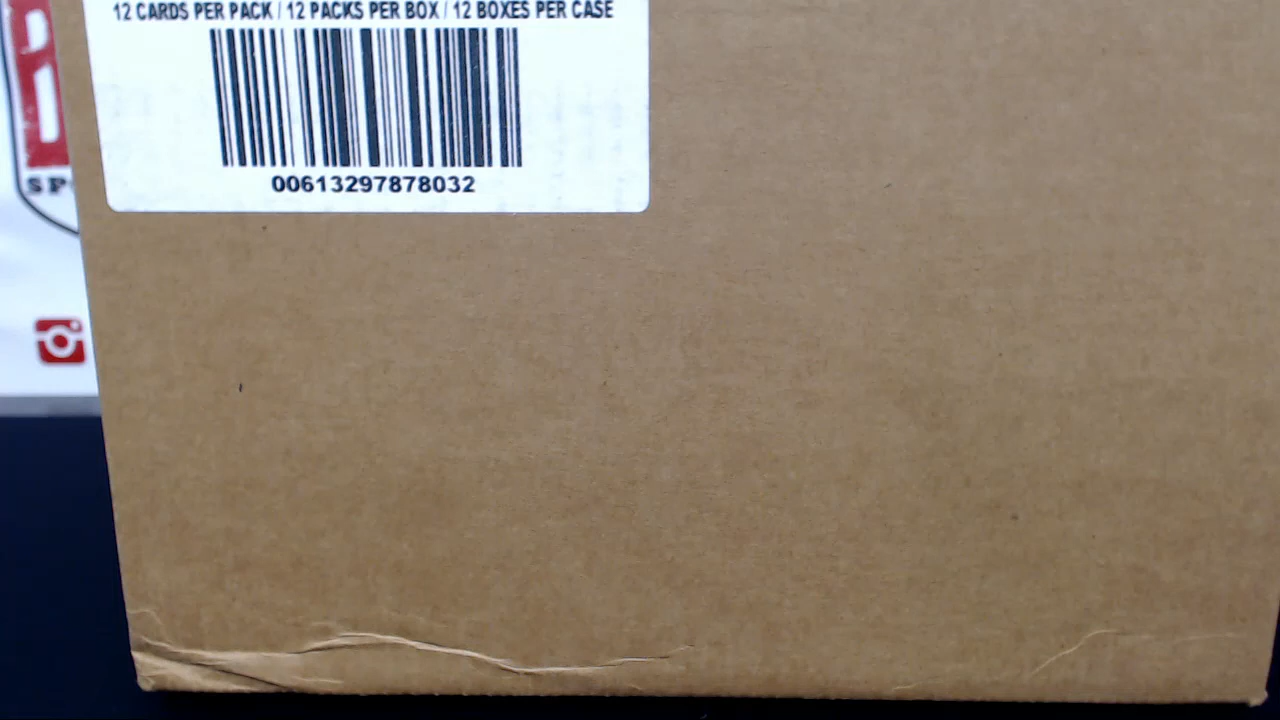 12 CARDS PER PACK / 12 PACKS PER BOX / 12 BOXES PER CASE
00613297878032